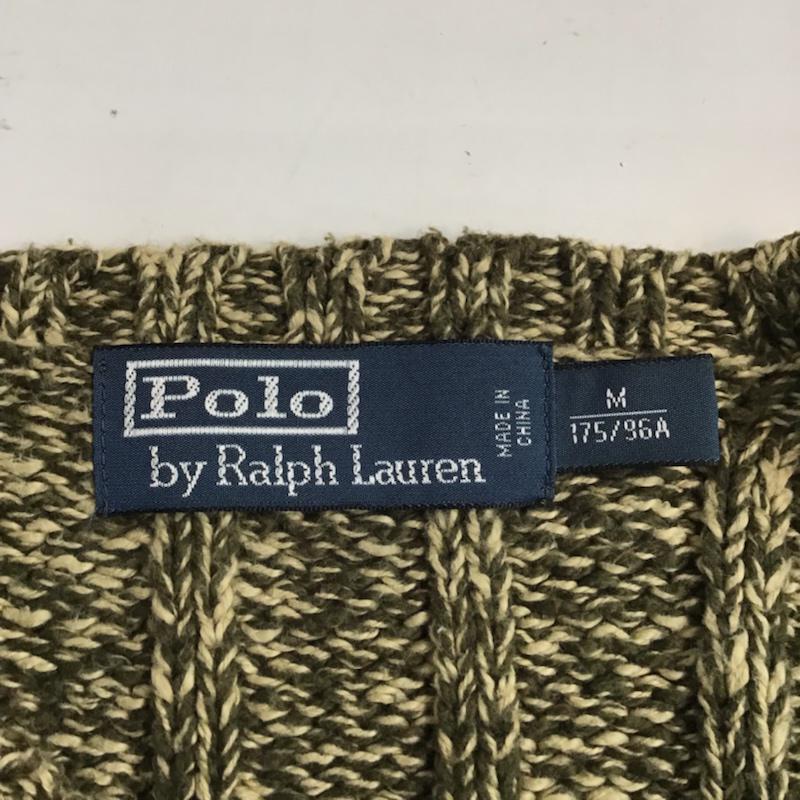 Polo
by Ralph Lauren
MADE IN
CHINA
M
175/96A